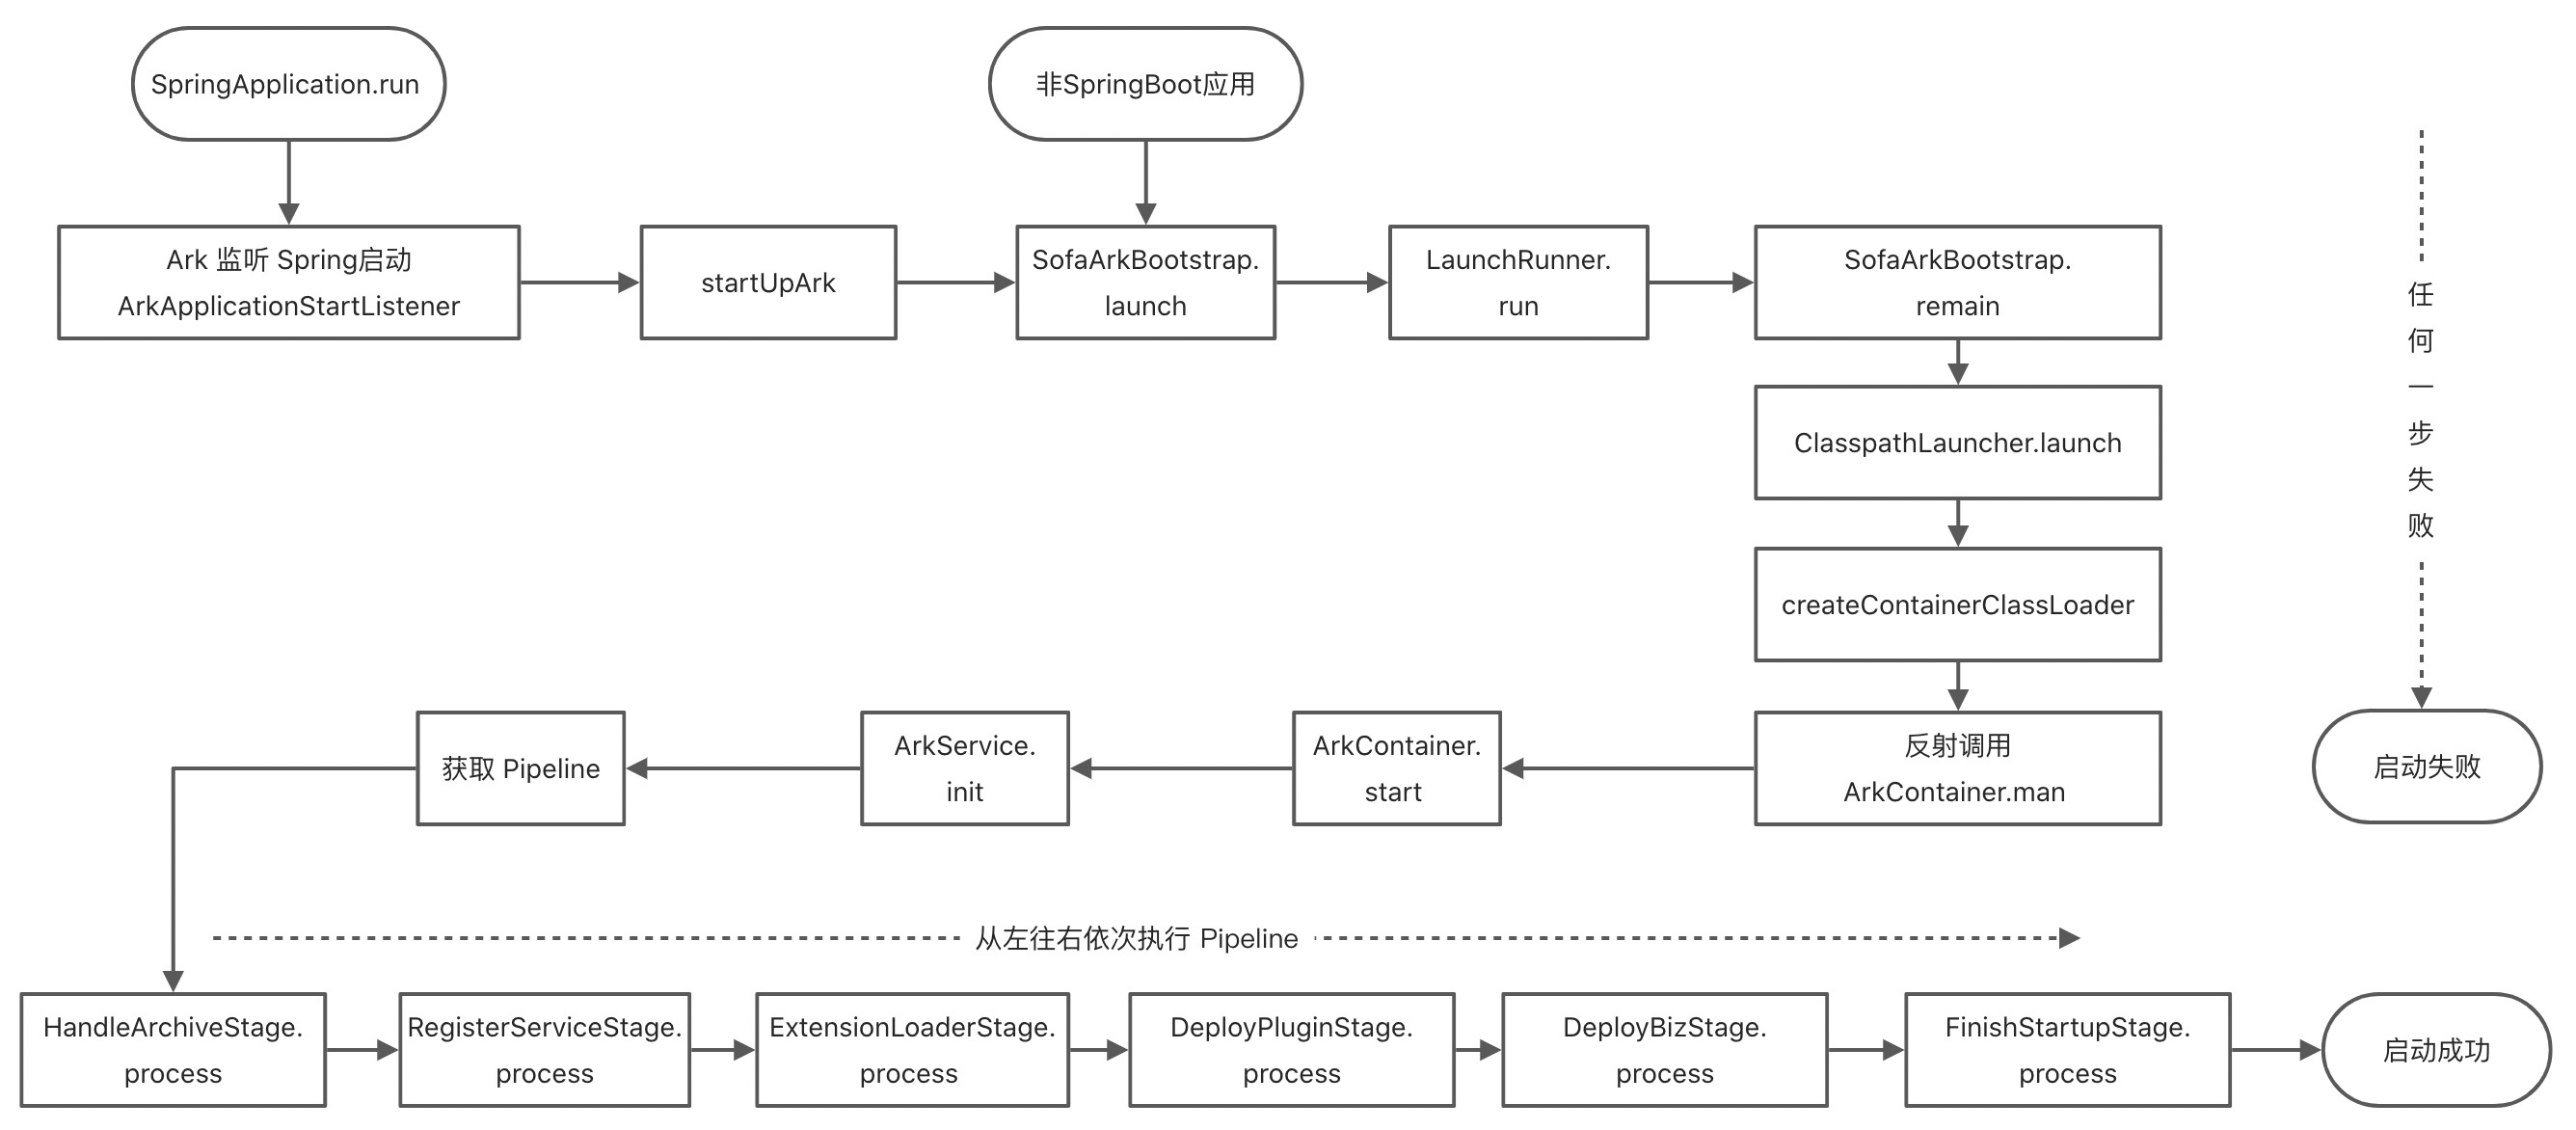 SpringApplication.run
非SpringBoot应用
Ark 监听 Spring启动
ArkApplicationStartListener
startUpArk
SofaArkBootstrap.
launch
LaunchRunner.
run
SofaArkBootstrap.
remain
任
何
一
步
失
败
ClasspathLauncher.launch
createContainerClassLoader
反射调用
ArkContainer.man
ArkContainer.
start
ArkService.
init
获取 Pipeline
启动失败
从左往右依次执行 Pipeline
HandleArchiveStage.
process
RegisterServiceStage.
process
ExtensionLoaderStage.
process
DeployPluginStage.
process
DeployBizStage.
process
FinishStartupStage.
process
启动成功